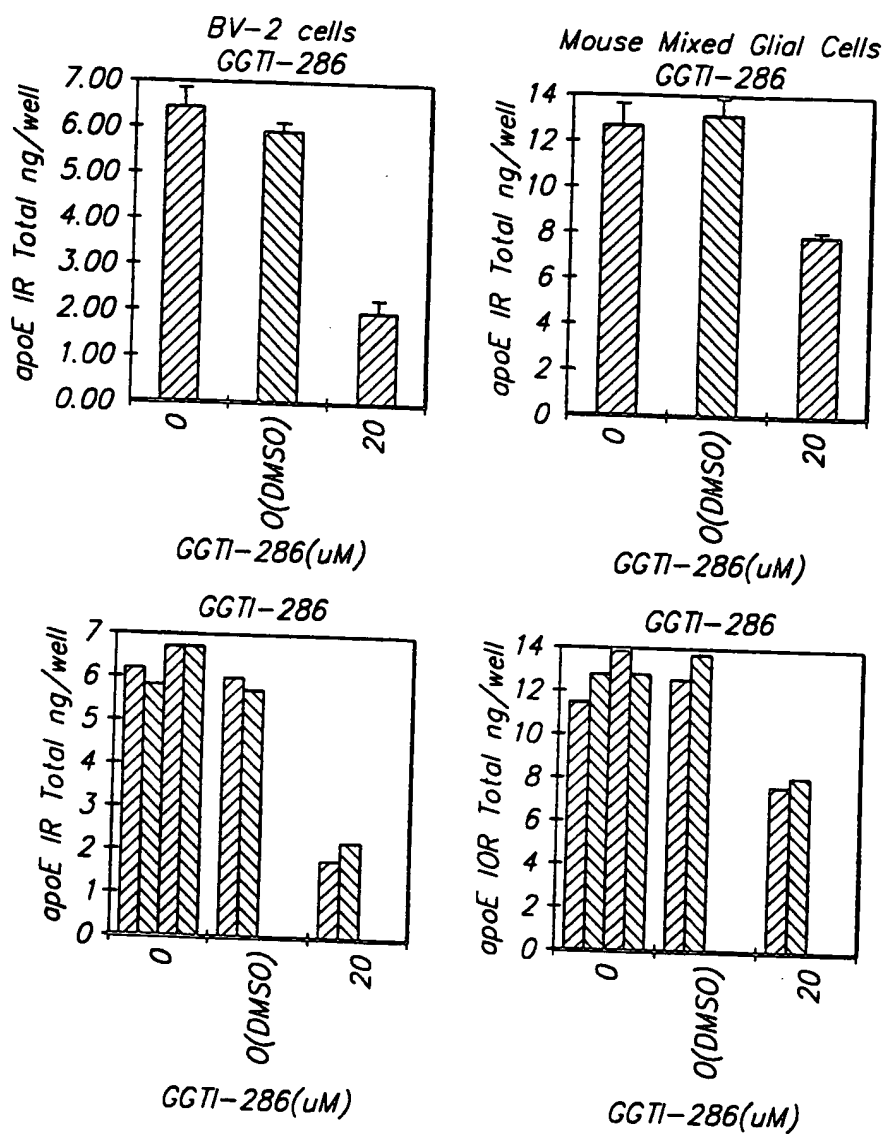 BV-2 cells
GGTI-286
apoE IR Total ng/well
7.00
6.00
5.00
4.00
3.00
2.00
1.00
0.00
0
O(DMSO)
20
GGTI-286(uM)
Mouse Mixed Glial Cells
GGTI-286
apoE IR Total ng/well
14
12
10
8
6
4
2
0
0
O(DMSO)
20
GGTI-286(uM)
GGTI-286
apoE IR Total ng/well
7
6
5
4
3
2
1
0
0
O(DMSO)
20
GGTI-286(uM)
GGTI-286
apoE IOR Total ng/well
14
12
10
8
6
4
2
0
0
O(DMSO)
20
GGTI-286(uM)